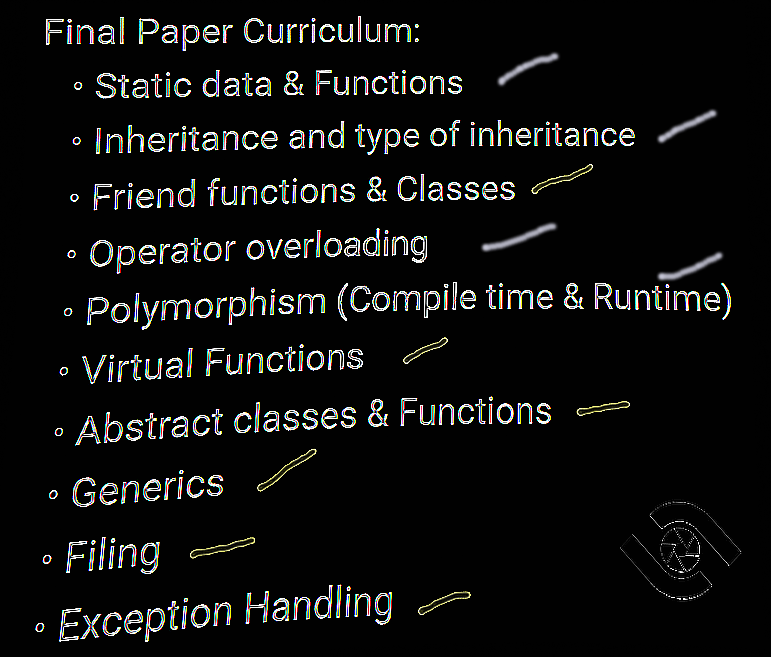 Final Paper Curriculum:
◦ Static data & Functions
◦ Inheritance and type of inheritance
◦ Friend functions & Classes
◦ Operator overloading
◦ Polymorphism (Compile time & Runtime)
◦ Virtual Functions
◦ Abstract classes & Functions
◦ Generics
◦ Filing
◦ Exception Handling